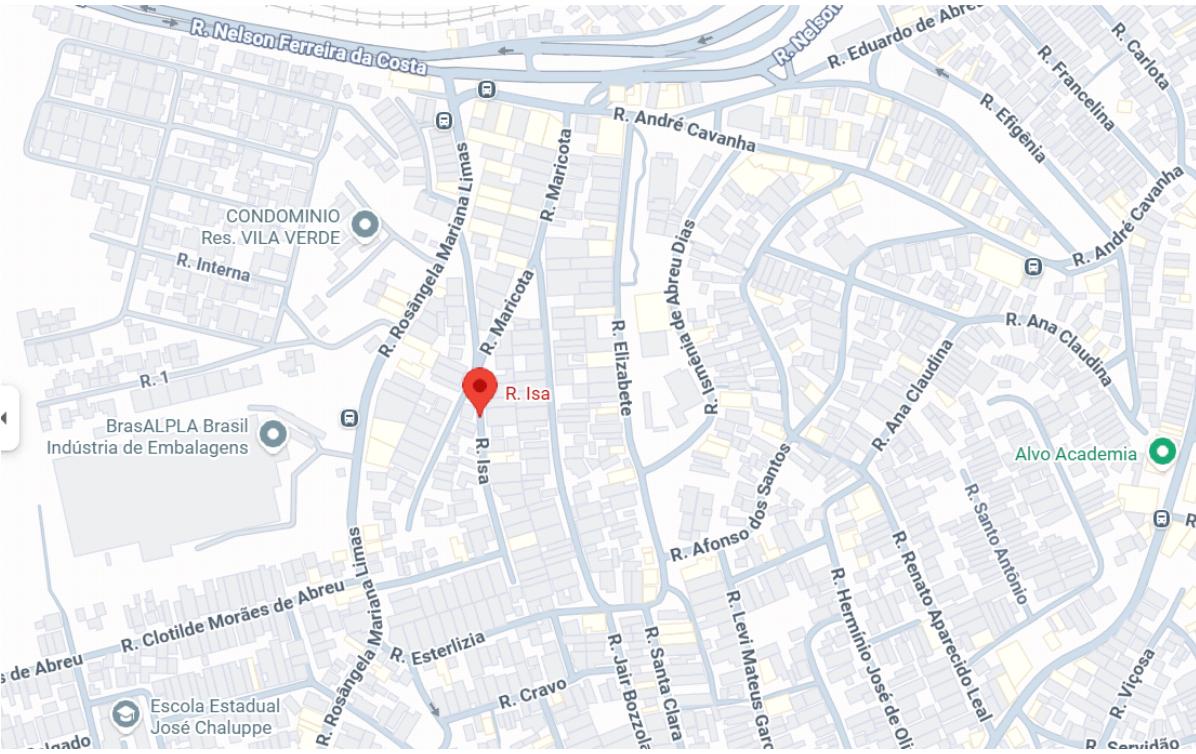 R. Nelson Ferreira da Costa
R. Nelson
R. Eduardo de Abreu
R. Carlota
R. Francelina
R. Efigênia
R. André Cavanha
R. Maricota
R. Rosângela Mariana Limas
CONDOMINIO
Res. VILA VERDE
R. Interna
R. André Cavanha
R. Ismênia de Abreu Dias
R. Maricota
R. Elizabete
R. Ana Claudina
R. 1
R. Isa
R. Ana Claudina
BrasALPLA Brasil
Indústria de Embalagens
R. Isa
Alvo Academia
R. Afonso dos Santos
R. Santo Antônio
R. Rosângela Mariana Limas
R. Clotilde Morães de Abreu
s de Abreu
R. Renato Aparecido Leal
R. Hermínio José de Oli
R. Levi Mateus Garc
R. Esterlizia
R. Jair Bozzola
R. Santa Clara
R. Cravo
R. Viçosa
Escola Estadual
José Chaluppe
R. Servidão